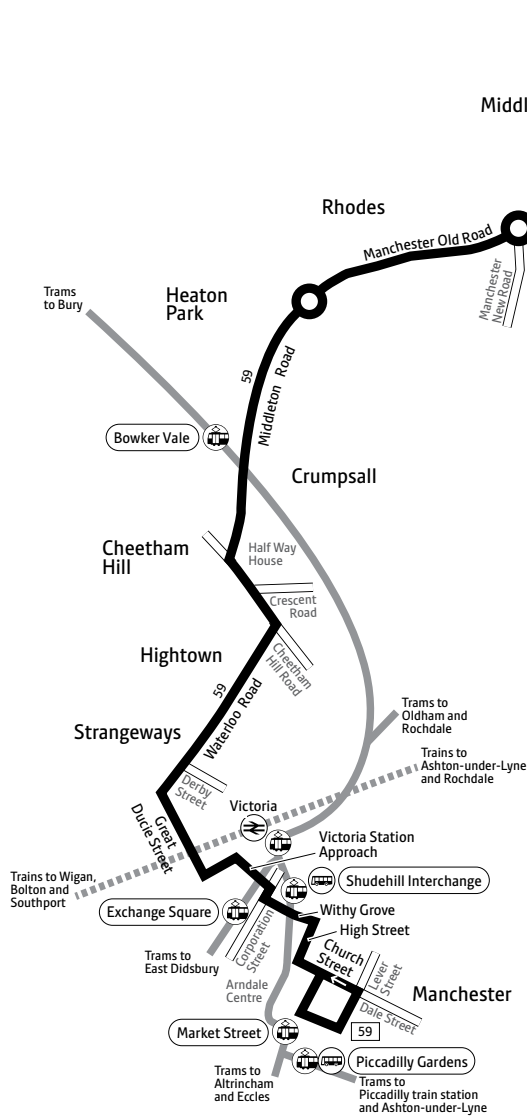 Middl
Rhodes
Manchester Old Road
Manchester
New Road
Trams
to Bury
Heaton
Park
59
Middleton Road
Bowker Vale
Crumpsall
Cheetham
Hill
Half Way
House
Crescent
Road
Cheetham
Hill Road
Hightown
59
Waterloo Road
Strangeways
Derby
Street
Trams to
Oldham and
Rochdale
Trains to
Ashton-under-Lyne
and Rochdale
Victoria
Great
Ducie Street
Victoria Station
Approach
Trains to Wigan,
Bolton and
Southport
Shudehill Interchange
Exchange Square
Withy Grove
High Street
Corporation
Street
Church
Street
Lever
Street
Trams to
East Didsbury
Arndale
Centre
Manchester
Dale Street
Market Street
59
Piccadilly Gardens
Trams to
Altrincham
and Eccles
Trams to
Piccadilly train station
and Ashton-under-Lyne